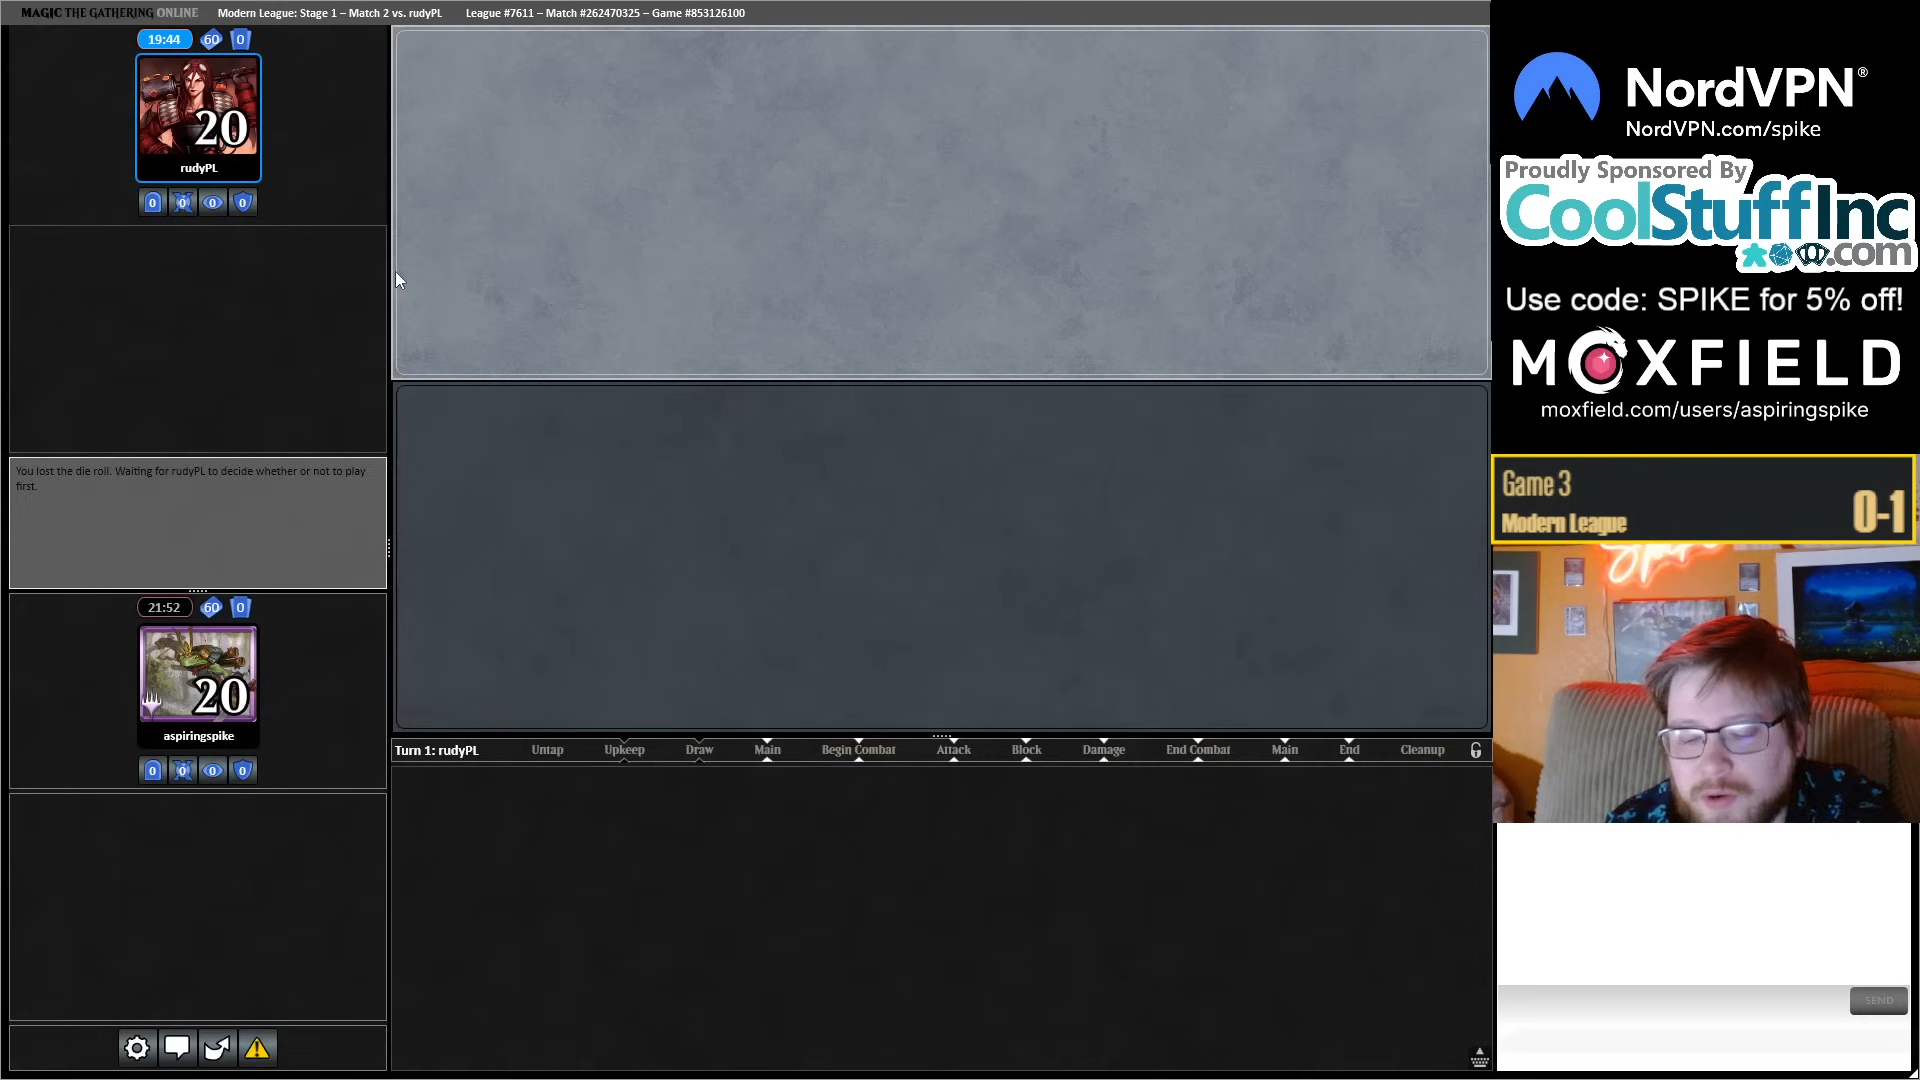 MAGIC THE GATHERING ONLINE Modern League: Stage 1 – Match 2 vs. rudyPL League #7611 – Match #262470325 – Game #853126100
19:44 60 0
20
rudyPL
0 0 0 0
You lost the die roll. Waiting for rudyPL to decide whether or not to play
first.
21:52 60 0
20
aspiringspike
0 0 0 0
Turn 1: rudyPL Untap Upkeep Draw Main Begin Combat Attack Block Damage End Combat Main End Cleanup
NordVPN®
NordVPN.com/spike
Proudly Sponsored By
CoolStuffInc
.com
Use code: SPIKE for 5% off!
MOXFIELD
moxfield.com/users/aspiringspike
Game 3
Modern League 0-1
Spike
SEND